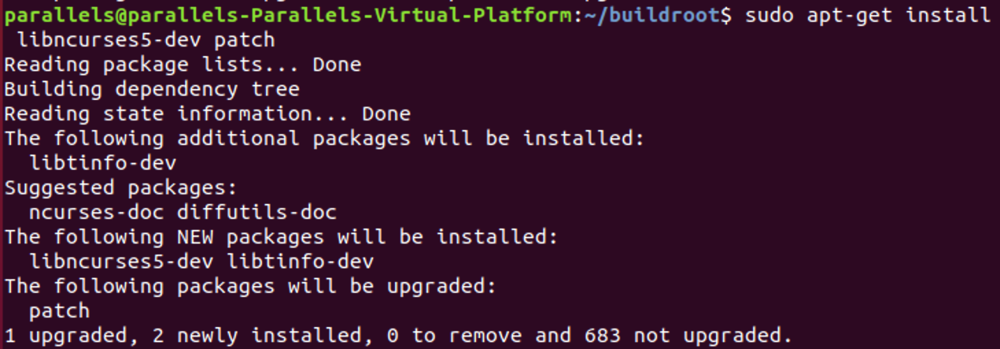 parallels@parallels-Parallels-Virtual-Platform:~/buildroot$ sudo apt-get install
 libncurses5-dev patch
Reading package lists... Done
Building dependency tree
Reading state information... Done
The following additional packages will be installed:
  libtinfo-dev
Suggested packages:
  ncurses-doc diffutils-doc
The following NEW packages will be installed:
  libncurses5-dev libtinfo-dev
The following packages will be upgraded:
  patch
1 upgraded, 2 newly installed, 0 to remove and 683 not upgraded.